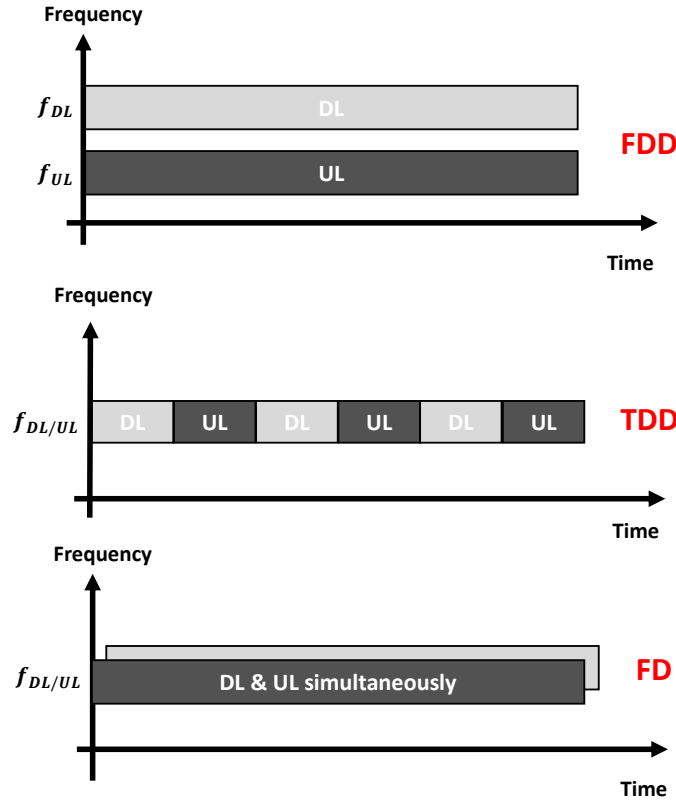 Frequency
f_DL
DL
FDD
f_UL
UL
Time
Frequency
f_DL/UL
DL UL DL UL DL UL
TDD
Time
Frequency
f_DL/UL
DL & UL simultaneously
FD
Time